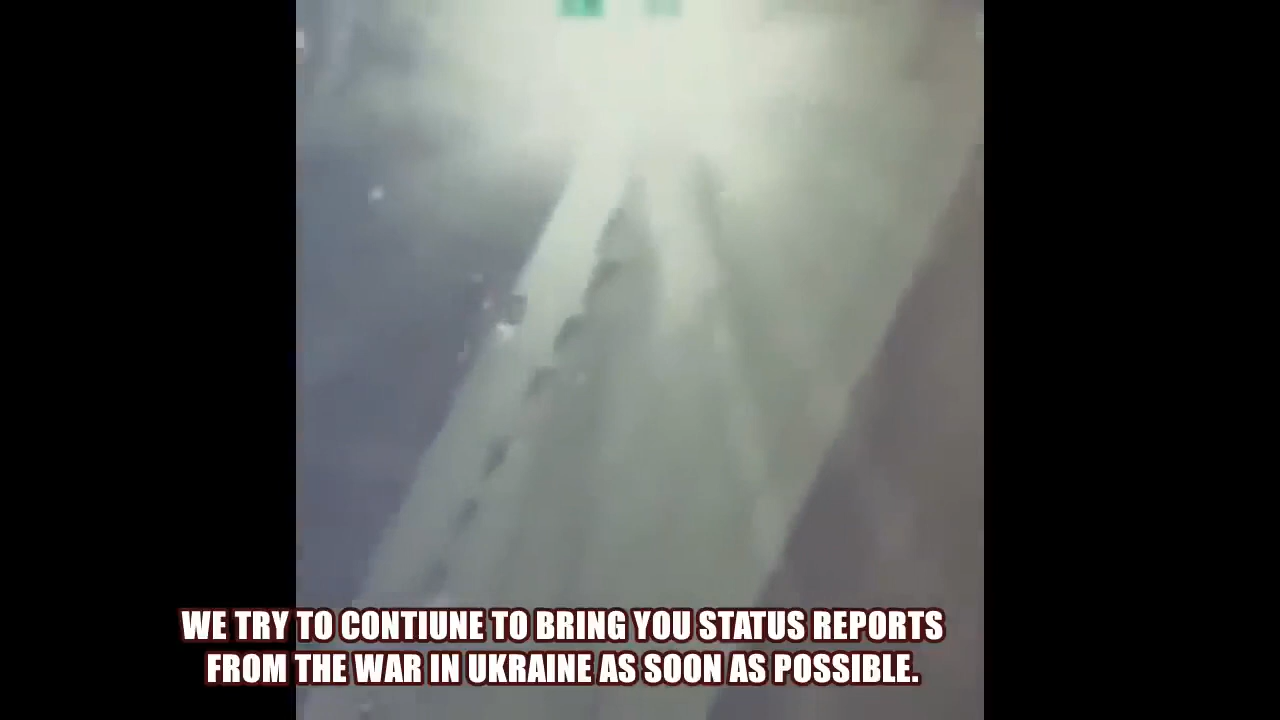 WE TRY TO CONTIUNE TO BRING YOU STATUS REPORTS
FROM THE WAR IN UKRAINE AS SOON AS POSSIBLE.